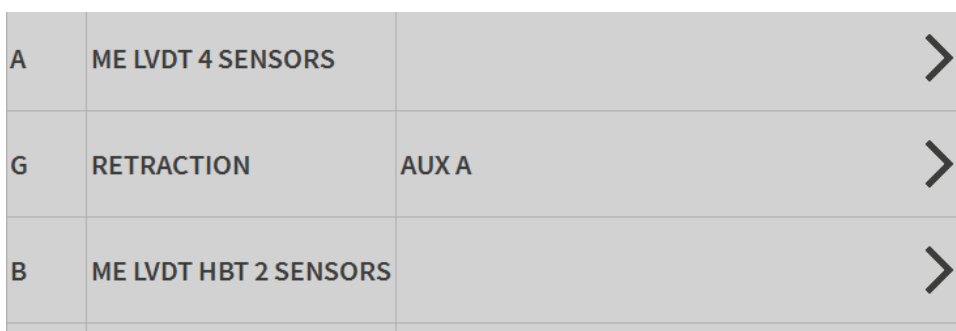 A ME LVDT 4 SENSORS
G RETRACTION AUX A
B ME LVDT HBT 2 SENSORS